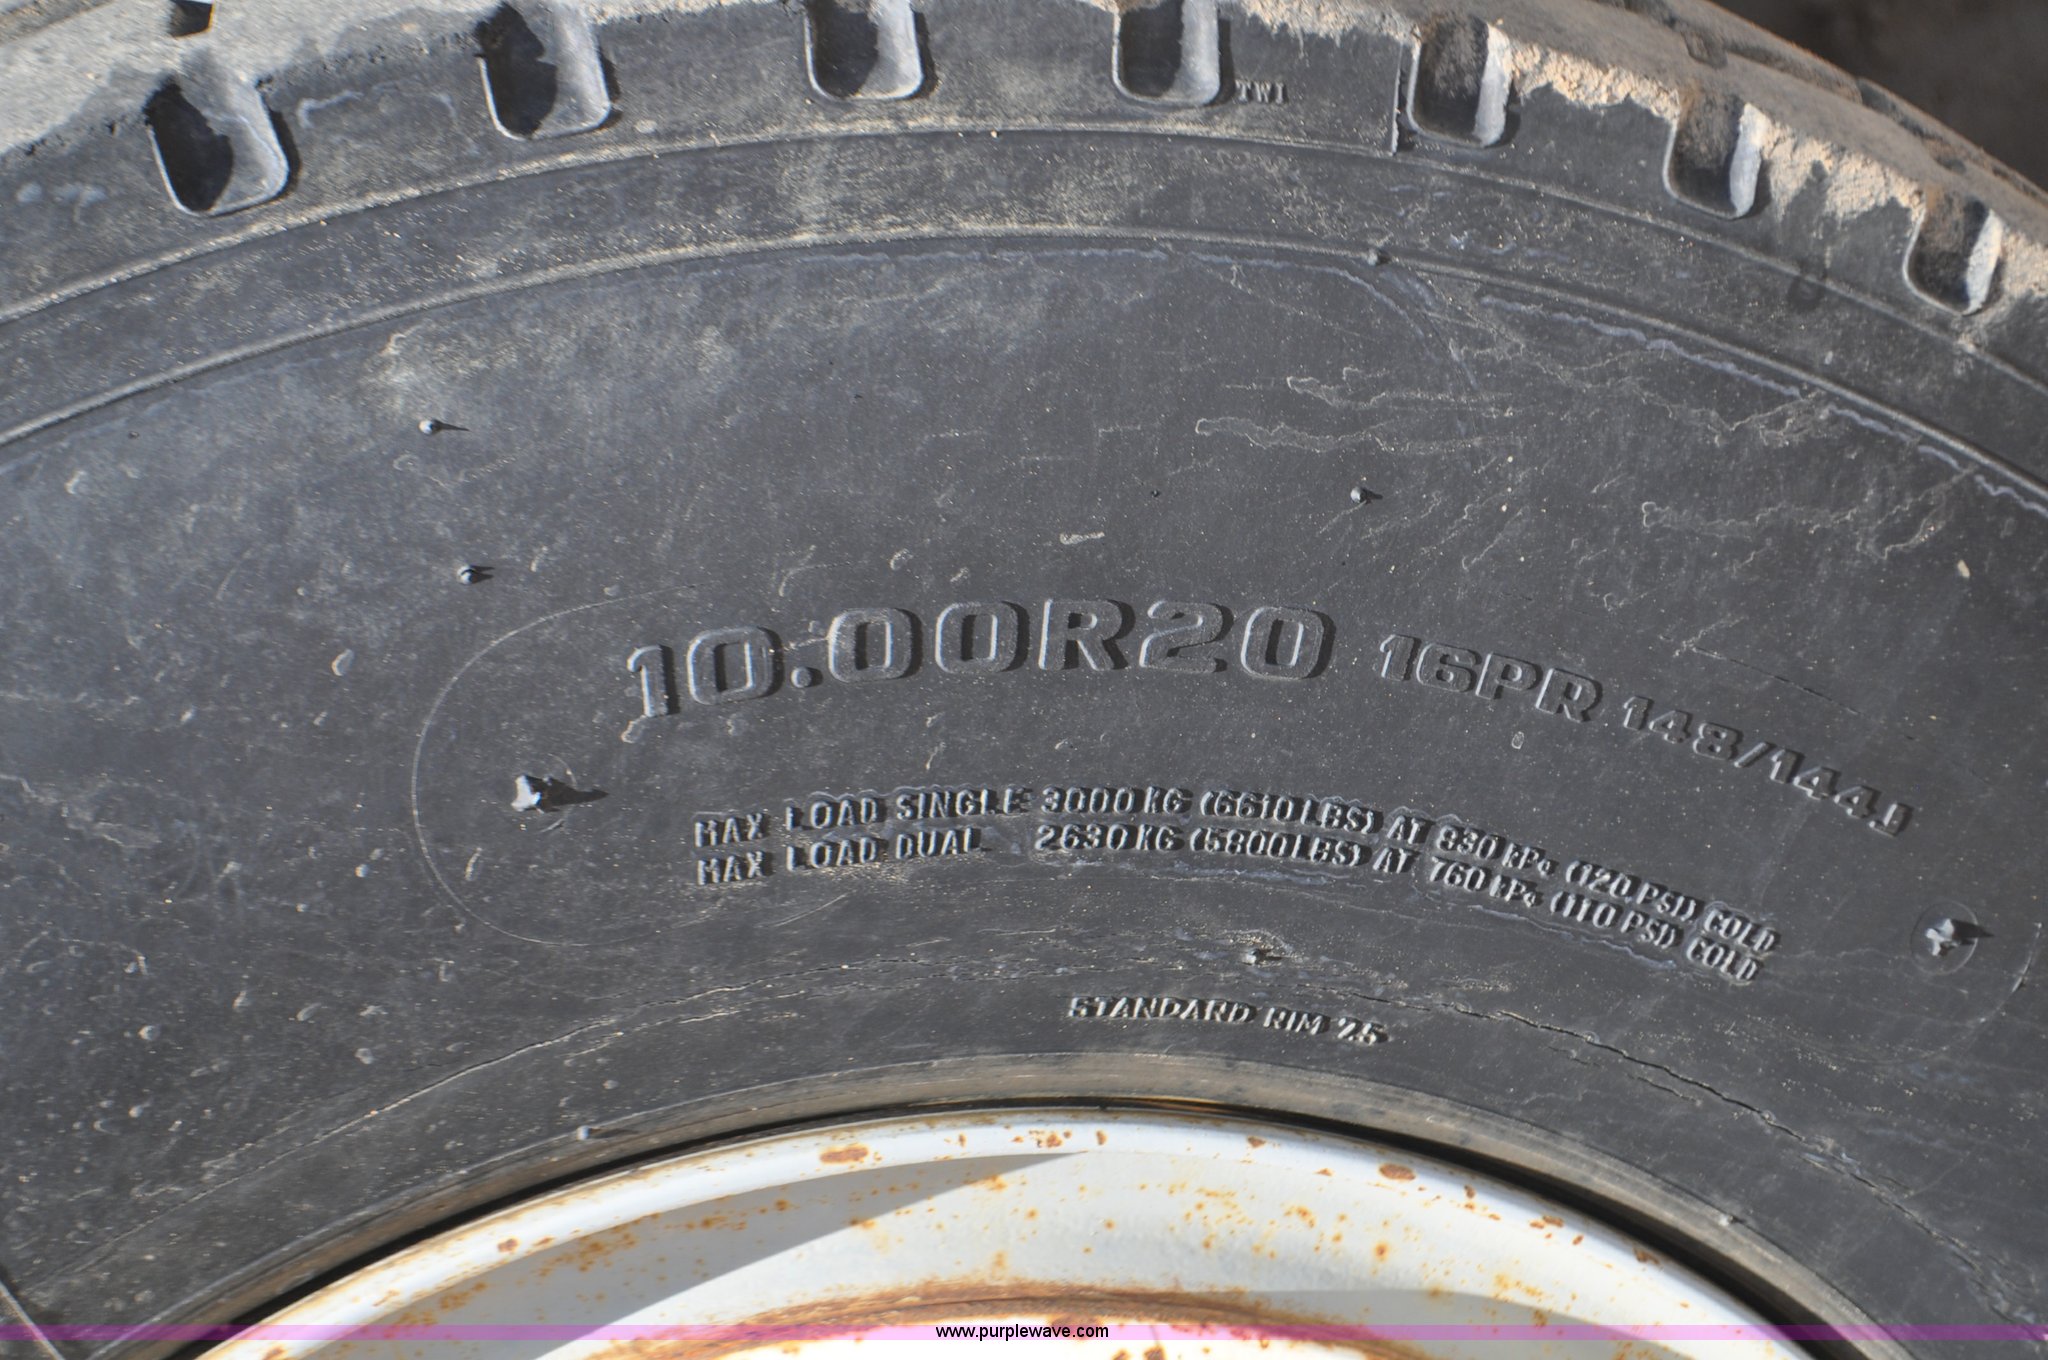 TWI
10.00R20 16PR 148/144J
MAX LOAD SINGLE 3000 KG (6610 LBS) AT 830 kPa (120 PSI) COLD
MAX LOAD DUAL 2630 KG (5800 LBS) AT 760 kPa (110 PSI) COLD
STANDARD RIM 7.5
www.purplewave.com